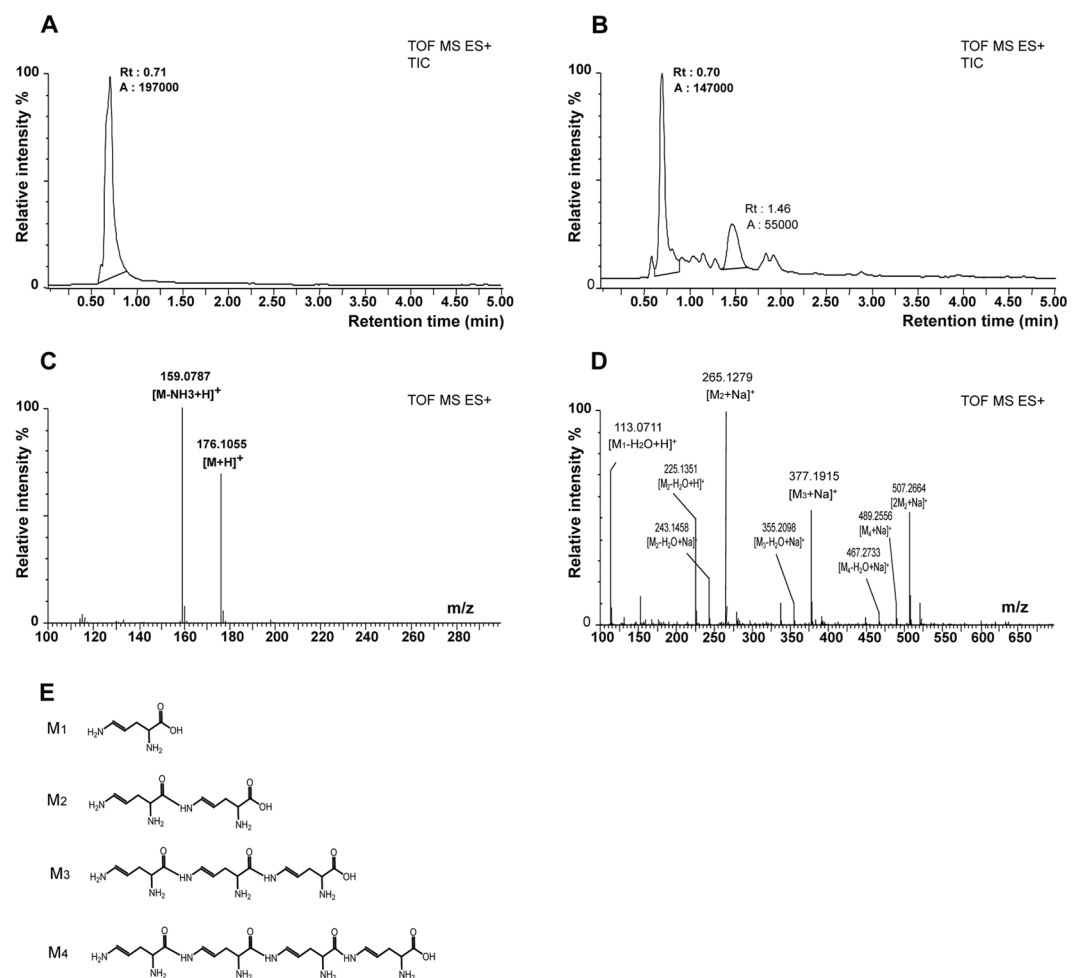 A
TOF MS ES+
TIC
Rt : 0.71
A : 197000
100
0
Relative intensity %
0.50 1.00 1.50 2.00 2.50 3.00 3.50 4.00 4.50 5.00
Retention time (min)
B
TOF MS ES+
TIC
Rt : 0.70
A : 147000
Rt : 1.46
A : 55000
100
0
Relative intensity %
0.50 1.00 1.50 2.00 2.50 3.00 3.50 4.00 4.50 5.00
Retention time (min)
C
TOF MS ES+
159.0787
[M-NH3+H]+
176.1055
[M+H]+
100
0
Relative intensity %
m/z
100 120 140 160 180 200 220 240 260 280
D
TOF MS ES+
265.1279
[M2+Na]+
113.0711
[M1-H2O+H]+
225.1351
[M2-H2O+H]+
243.1458
[M2-H2O+Na]+
377.1915
[M3+Na]+
355.2098
[M3-H2O+Na]+
507.2664
[2M2+Na]+
489.2556
[M4+Na]+
467.2733
[M4-H2O+Na]+
100
0
Relative intensity %
m/z
100 150 200 250 300 350 400 450 500 550 600 650
E
M1
H2N
O
OH
NH2
M2
H2N
O
NH2
HN
O
OH
NH2
M3
H2N
O
NH2
HN
O
NH2
HN
O
OH
NH2
M4
H2N
O
NH2
HN
O
NH2
HN
O
NH2
HN
O
OH
NH2